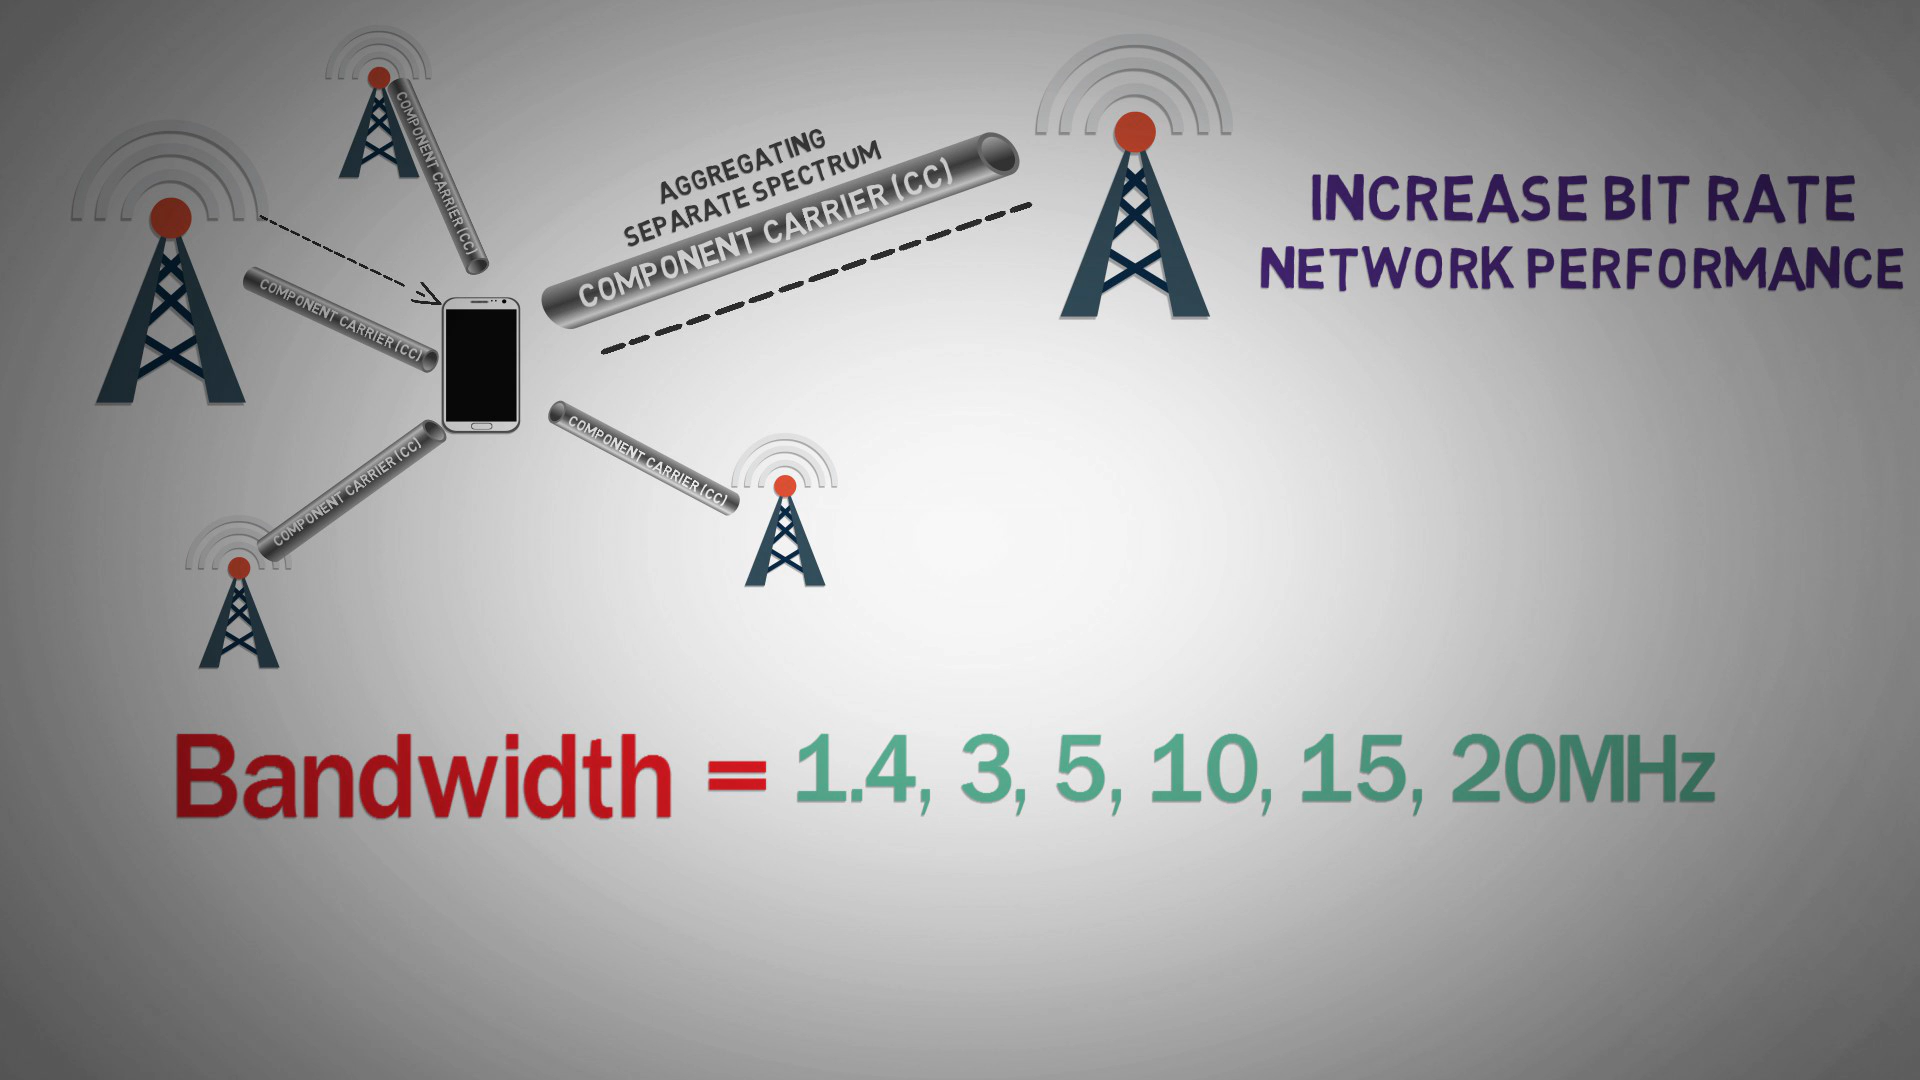 COMPONENT CARRIER (CC)
AGGREGATING
SEPARATE SPECTRUM
COMPONENT CARRIER (CC)
INCREASE BIT RATE
NETWORK PERFORMANCE
COMPONENT CARRIER (CC)
COMPONENT CARRIER (CC)
COMPONENT CARRIER (CC)
Bandwidth = 1.4, 3, 5, 10, 15, 20MHz